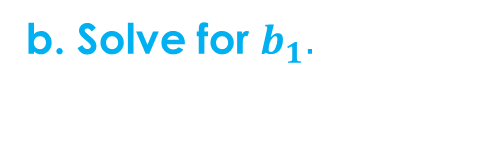 b. Solve for b₁.